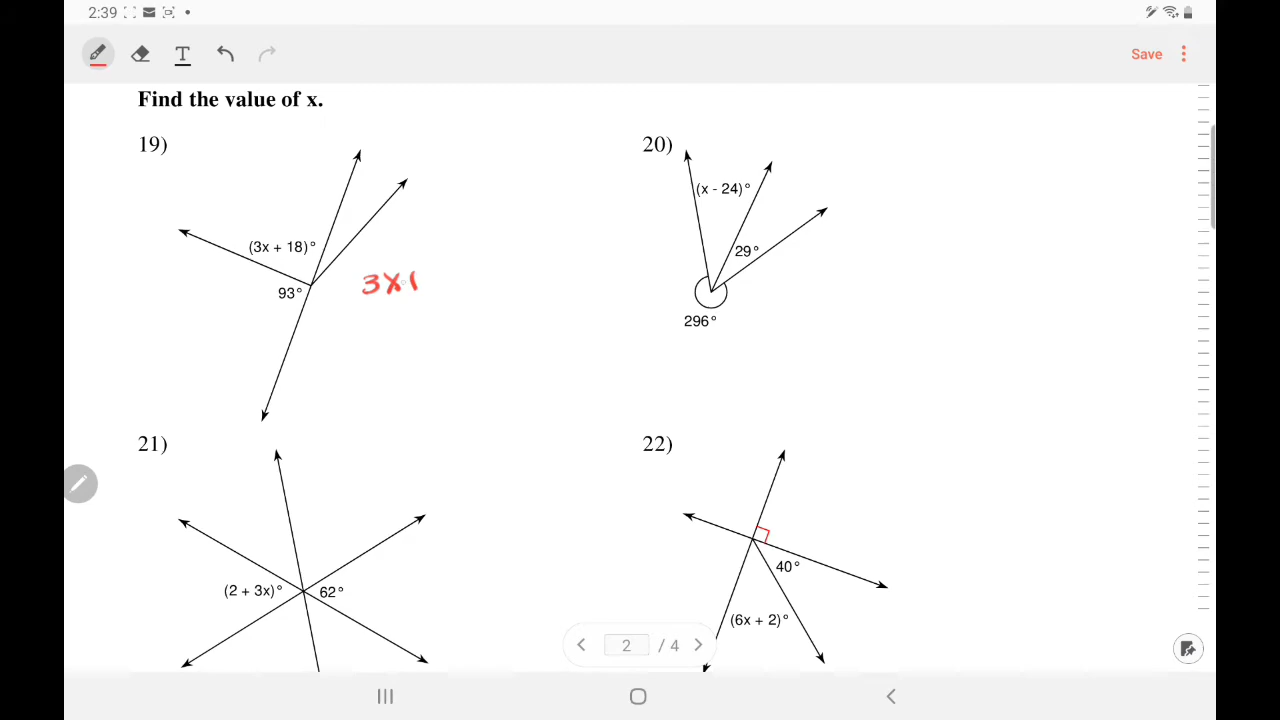 2:39
T
Save
Find the value of x.
19)
20)
(x - 24)°
(3x + 18)°
29°
93°
3X
296°
21)
22)
(2 + 3x)°
62°
40°
(6x + 2)°
2 / 4